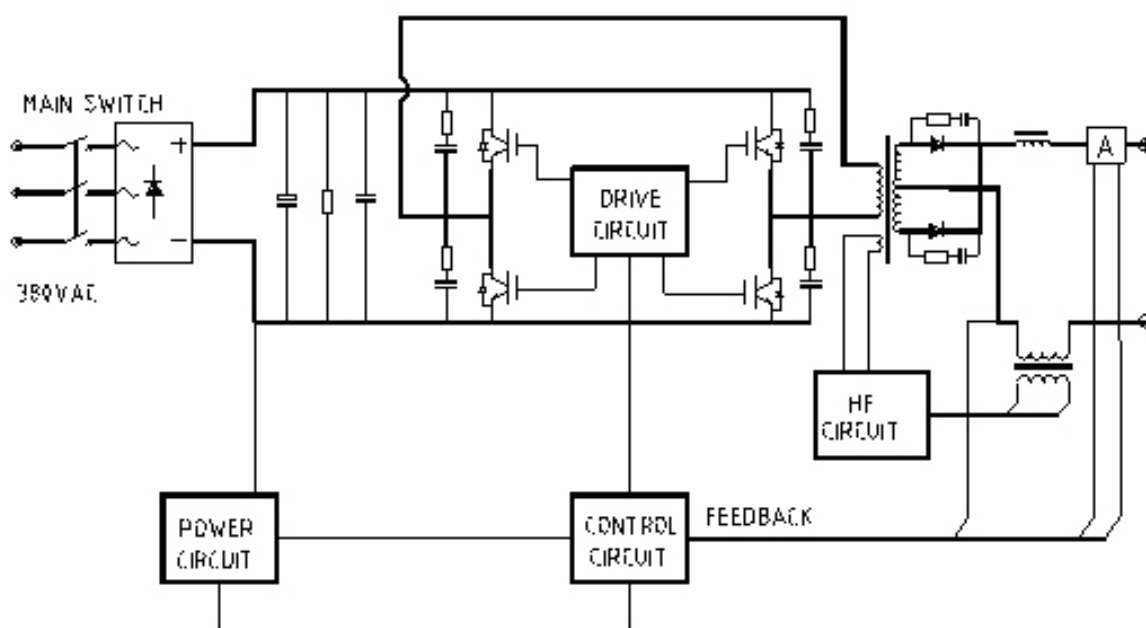 MAIN SWITCH
+
A
DRIVE
CIRCUIT
−
380VAC
HF
CIRCUIT
POWER
CIRCUIT
CONTROL
CIRCUIT
FEEDBACK